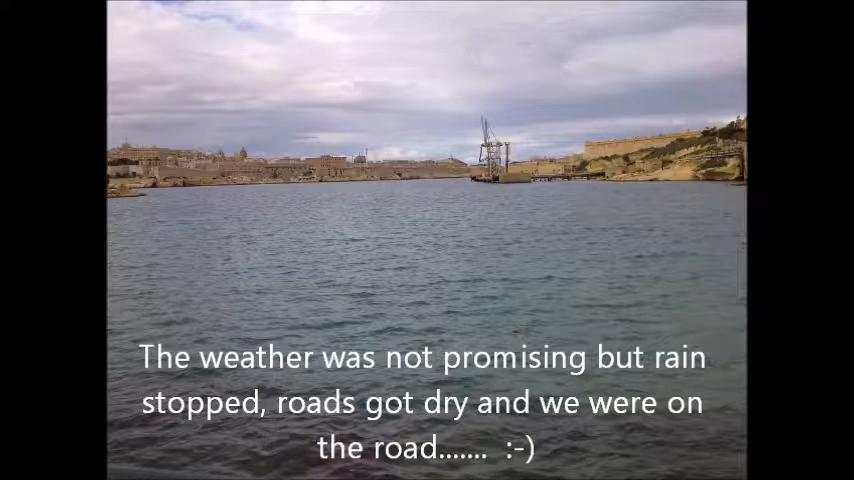 The weather was not promising but rain
stopped, roads got dry and we were on
the road....... :-)